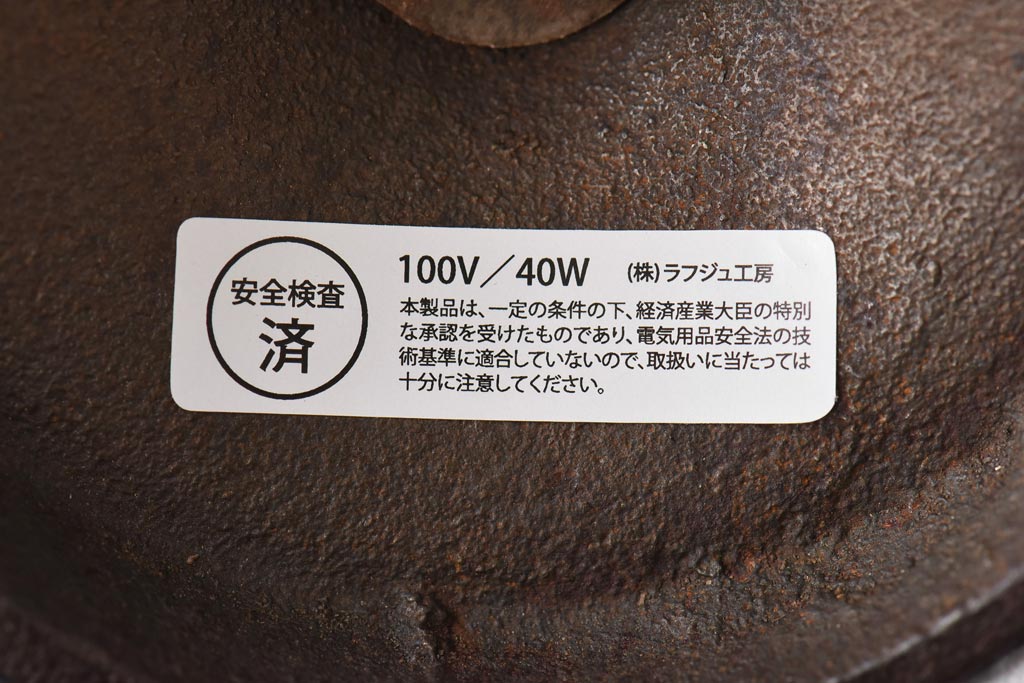 安全検査
済
100V／40W (株)ラフジュ工房
本製品は、一定の条件の下、経済産業大臣の特別
な承認を受けたものであり、電気用品安全法の技
術基準に適合していないので、取扱いに当たっては
十分に注意してください。